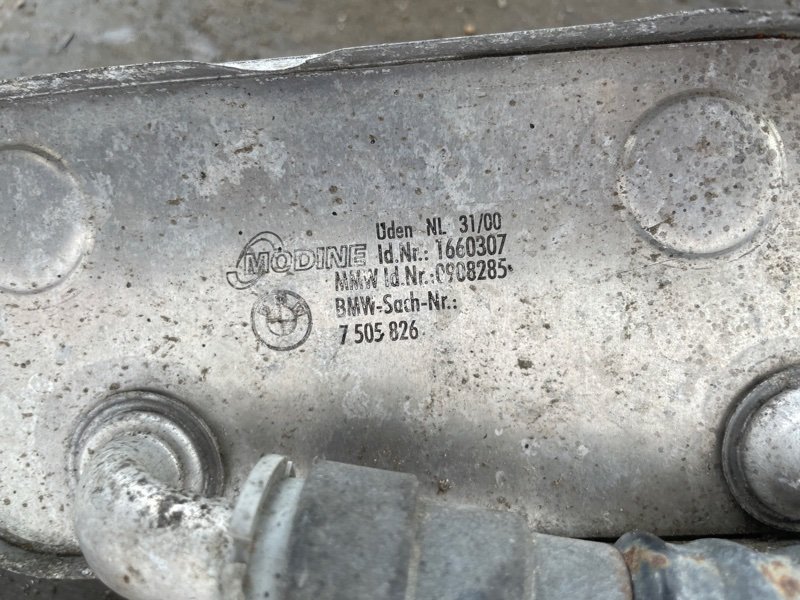 Uden NL 31/00
MODINE Id.Nr.: 1660307
MMW Id.Nr.:0908285
BMW-Sach-Nr.:
7 505 826